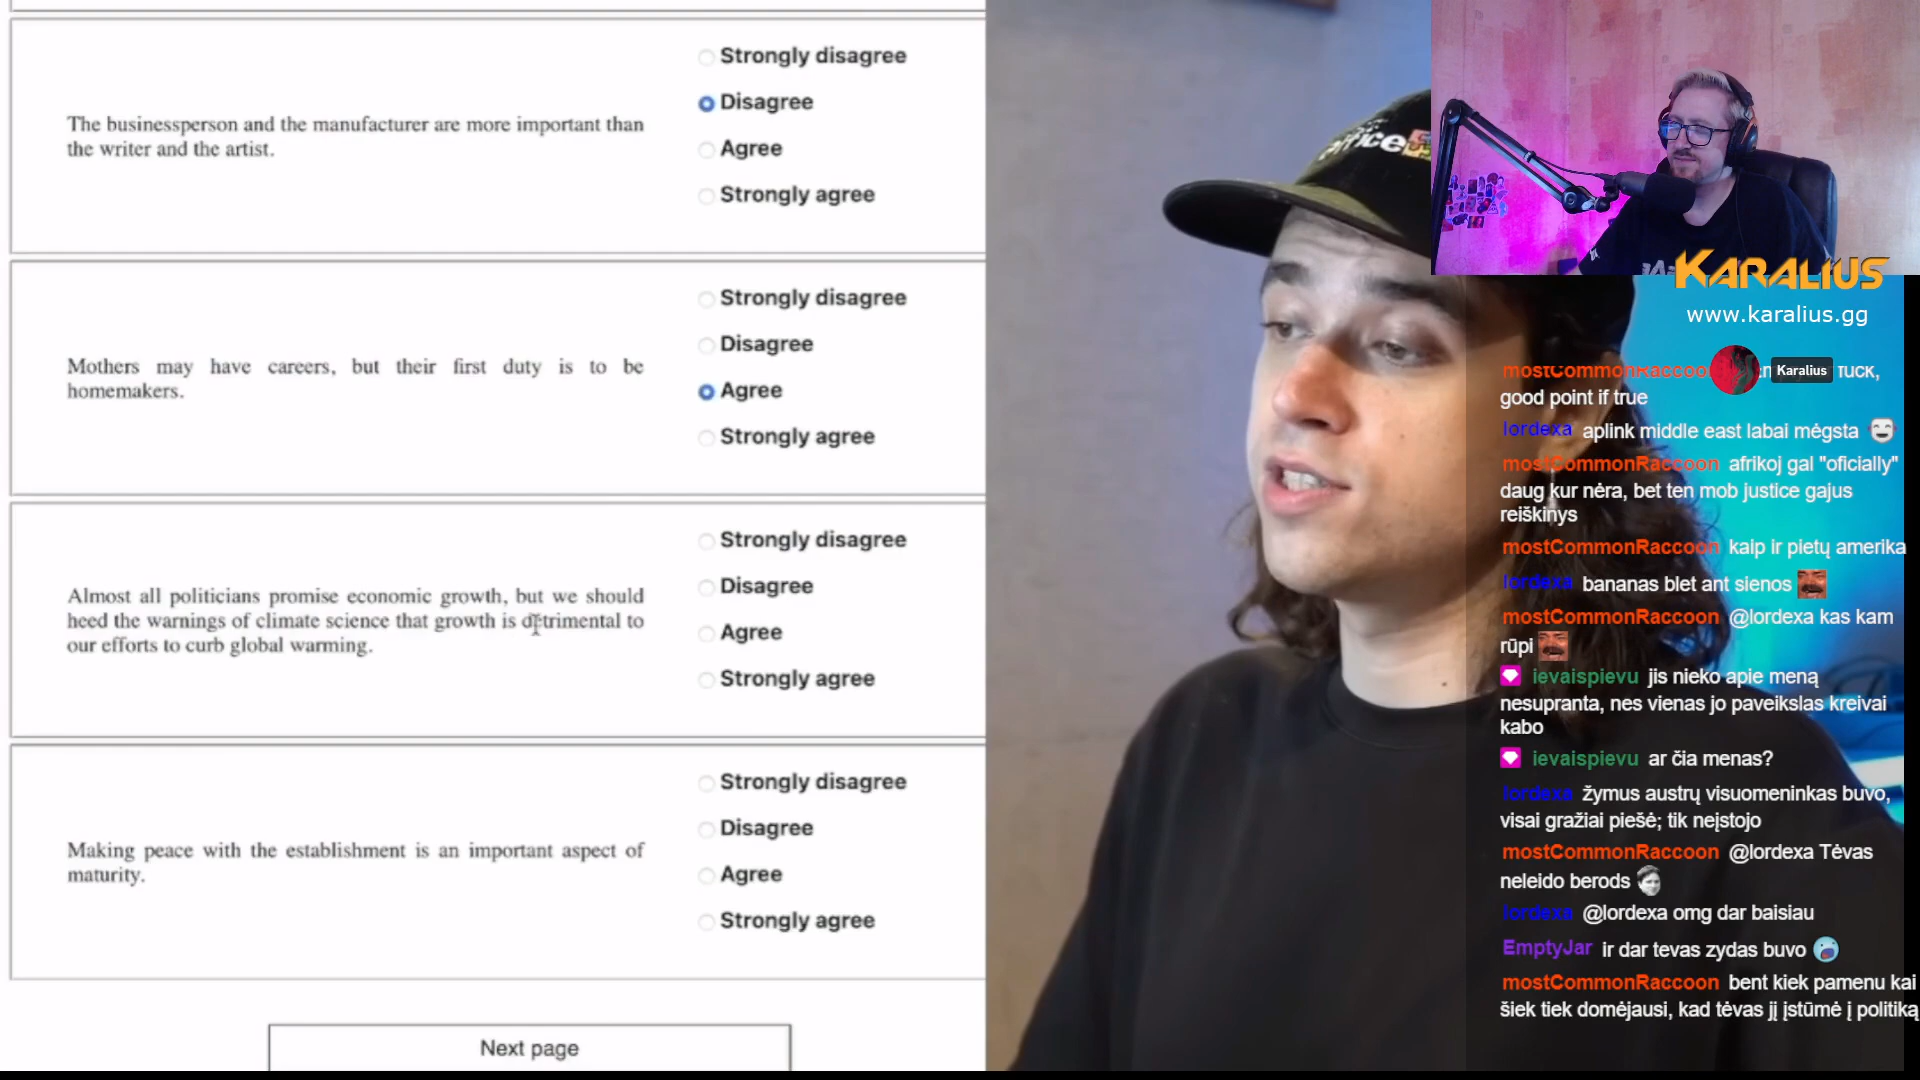 Strongly disagree
Disagree
The businessperson and the manufacturer are more important than
the writer and the artist.
Agree
Strongly agree
Strongly disagree
Disagree
Mothers may have careers, but their first duty is to be
homemakers.
Agree
Strongly agree
Strongly disagree
Disagree
Almost all politicians promise economic growth, but we should
heed the warnings of climate science that growth is detrimental to
our efforts to curb global warming.
Agree
Strongly agree
Strongly disagree
Disagree
Making peace with the establishment is an important aspect of
maturity.
Agree
Strongly agree
Next page
KARALIUS
www.karalius.gg
Karalius
mostCommonRaccoon
good point if true
lordexa aplink middle east labai mėgsta
mostCommonRaccoon afrikoj gal "oficially"
daug kur nėra, bet ten mob justice gajus
reiškinys
mostCommonRaccoon kaip ir pietų amerika
lordexa bananas blet ant sienos
mostCommonRaccoon @lordexa kas kam
rūpi
ievaispievu jis nieko apie meną
nesupranta, nes vienas jo paveikslas kreivai
kabo
ievaispievu ar čia menas?
lordexa žymus austrų visuomeninkas buvo,
visai gražiai piešė; tik neįstojo
mostCommonRaccoon @lordexa Tėvas
neleido berods
lordexa @lordexa omg dar baisiau
EmptyJar ir dar tevas zydas buvo
mostCommonRaccoon bent kiek pamenu kai
šiek tiek domėjausi, kad tėvas jį įstūmė į politiką